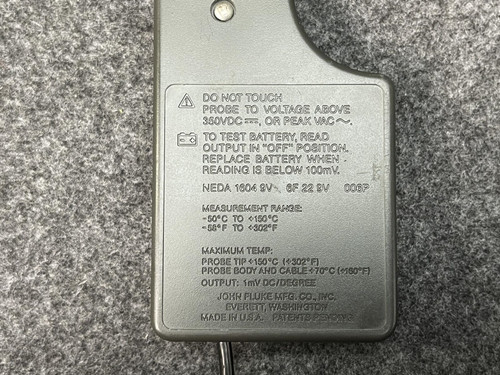 DO NOT TOUCH
PROBE TO VOLTAGE ABOVE
350VDC ⎓, OR PEAK VAC ∼.
TO TEST BATTERY, READ
OUTPUT IN "OFF" POSITION.
REPLACE BATTERY WHEN
READING IS BELOW 100mV.
NEDA 1604 9V 6F 22 9V 006P
MEASUREMENT RANGE:
-50°C TO +150°C
-58°F TO +302°F
MAXIMUM TEMP:
PROBE TIP +150°C (+302°F)
PROBE BODY AND CABLE +70°C (+160°F)
OUTPUT: 1mV DC/DEGREE
JOHN FLUKE MFG. CO., INC.
EVERETT, WASHINGTON
MADE IN U.S.A. PATENTS PENDING